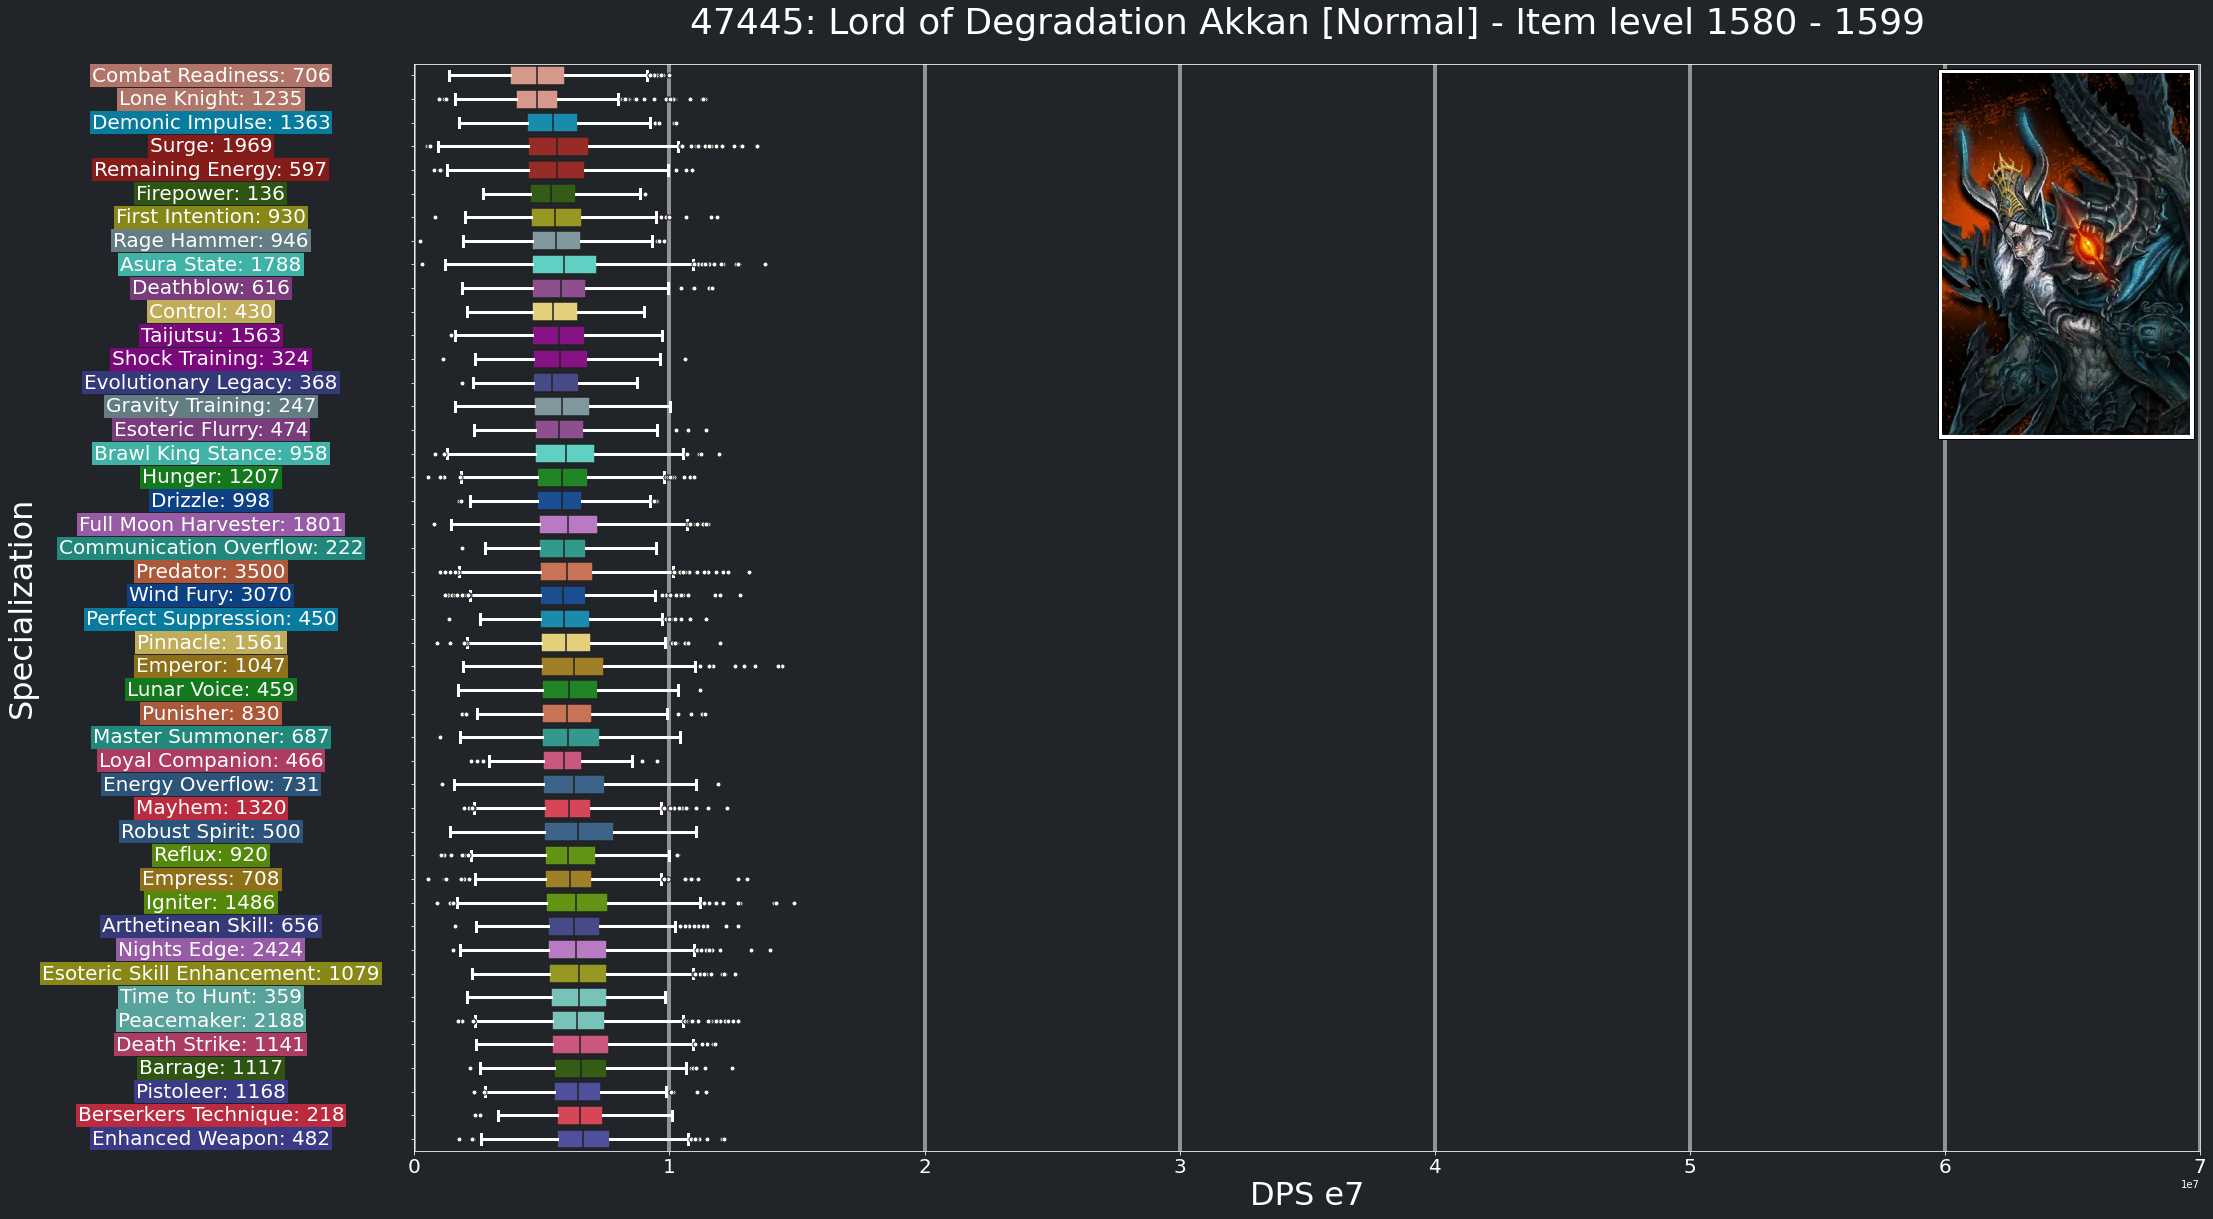 47445: Lord of Degradation Akkan [Normal] - Item level 1580 - 1599
Specialization
Combat Readiness: 706
Lone Knight: 1235
Demonic Impulse: 1363
Surge: 1969
Remaining Energy: 597
Firepower: 136
First Intention: 930
Rage Hammer: 946
Asura State: 1788
Deathblow: 616
Control: 430
Taijutsu: 1563
Shock Training: 324
Evolutionary Legacy: 368
Gravity Training: 247
Esoteric Flurry: 474
Brawl King Stance: 958
Hunger: 1207
Drizzle: 998
Full Moon Harvester: 1801
Communication Overflow: 222
Predator: 3500
Wind Fury: 3070
Perfect Suppression: 450
Pinnacle: 1561
Emperor: 1047
Lunar Voice: 459
Punisher: 830
Master Summoner: 687
Loyal Companion: 466
Energy Overflow: 731
Mayhem: 1320
Robust Spirit: 500
Reflux: 920
Empress: 708
Igniter: 1486
Arthetinean Skill: 656
Nights Edge: 2424
Esoteric Skill Enhancement: 1079
Time to Hunt: 359
Peacemaker: 2188
Death Strike: 1141
Barrage: 1117
Pistoleer: 1168
Berserkers Technique: 218
Enhanced Weapon: 482
0 1 2 3 4 5 6 7
1e7
DPS e7